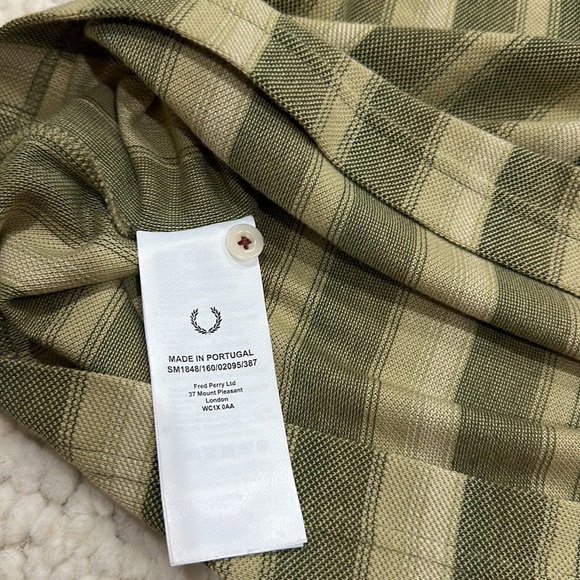 MADE IN PORTUGAL
SM1848/160/02095/387
Fred Perry Ltd
37 Mount Pleasant
London
WC1X 0AA